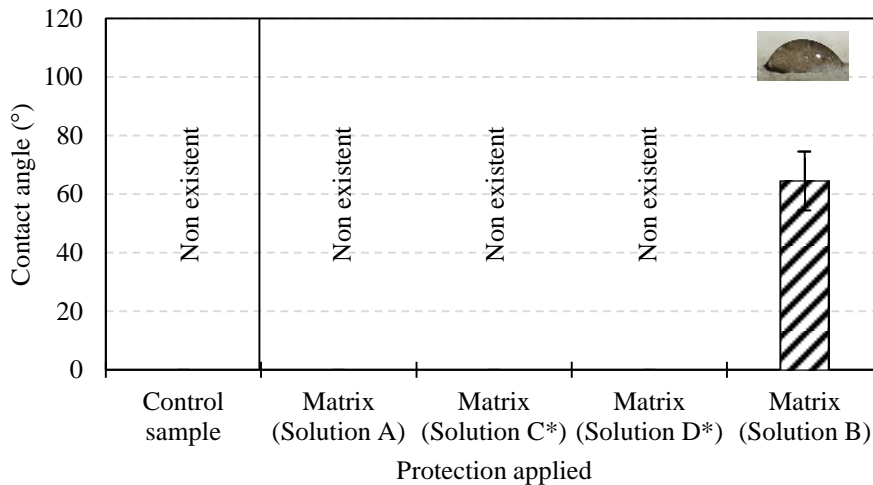 120
100
80
60
40
20
0
Contact angle (°)
Non existent
Non existent
Non existent
Non existent
Control
sample
Matrix
(Solution A)
Matrix
(Solution C*)
Matrix
(Solution D*)
Matrix
(Solution B)
Protection applied